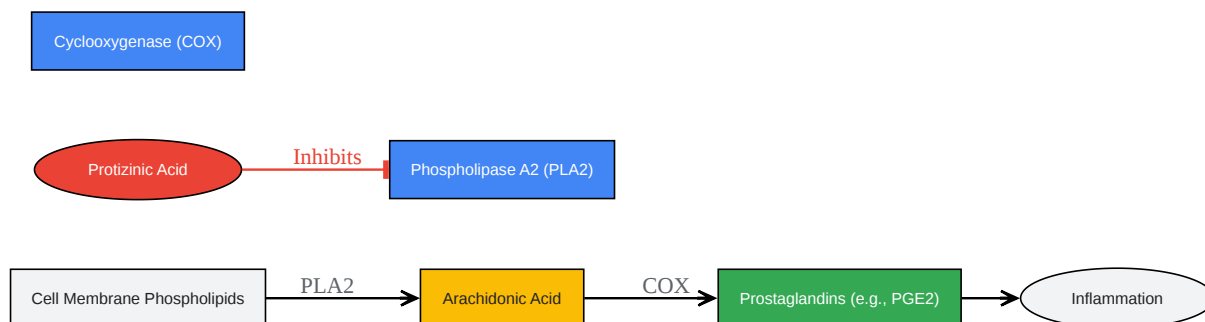 Cyclooxygenase (COX)
Protizinic Acid
Inhibits
Phospholipase A2 (PLA2)
Cell Membrane Phospholipids
PLA2
Arachidonic Acid
COX
Prostaglandins (e.g., PGE2)
Inflammation